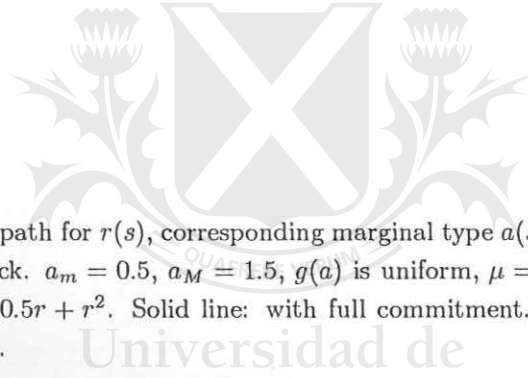 path for r(s), corresponding marginal type a(
ck. a_m = 0.5, a_M = 1.5, g(a) is uniform, μ =
0.5r + r². Solid line: with full commitment.
.
QUAERERE VERUM
Universidad de